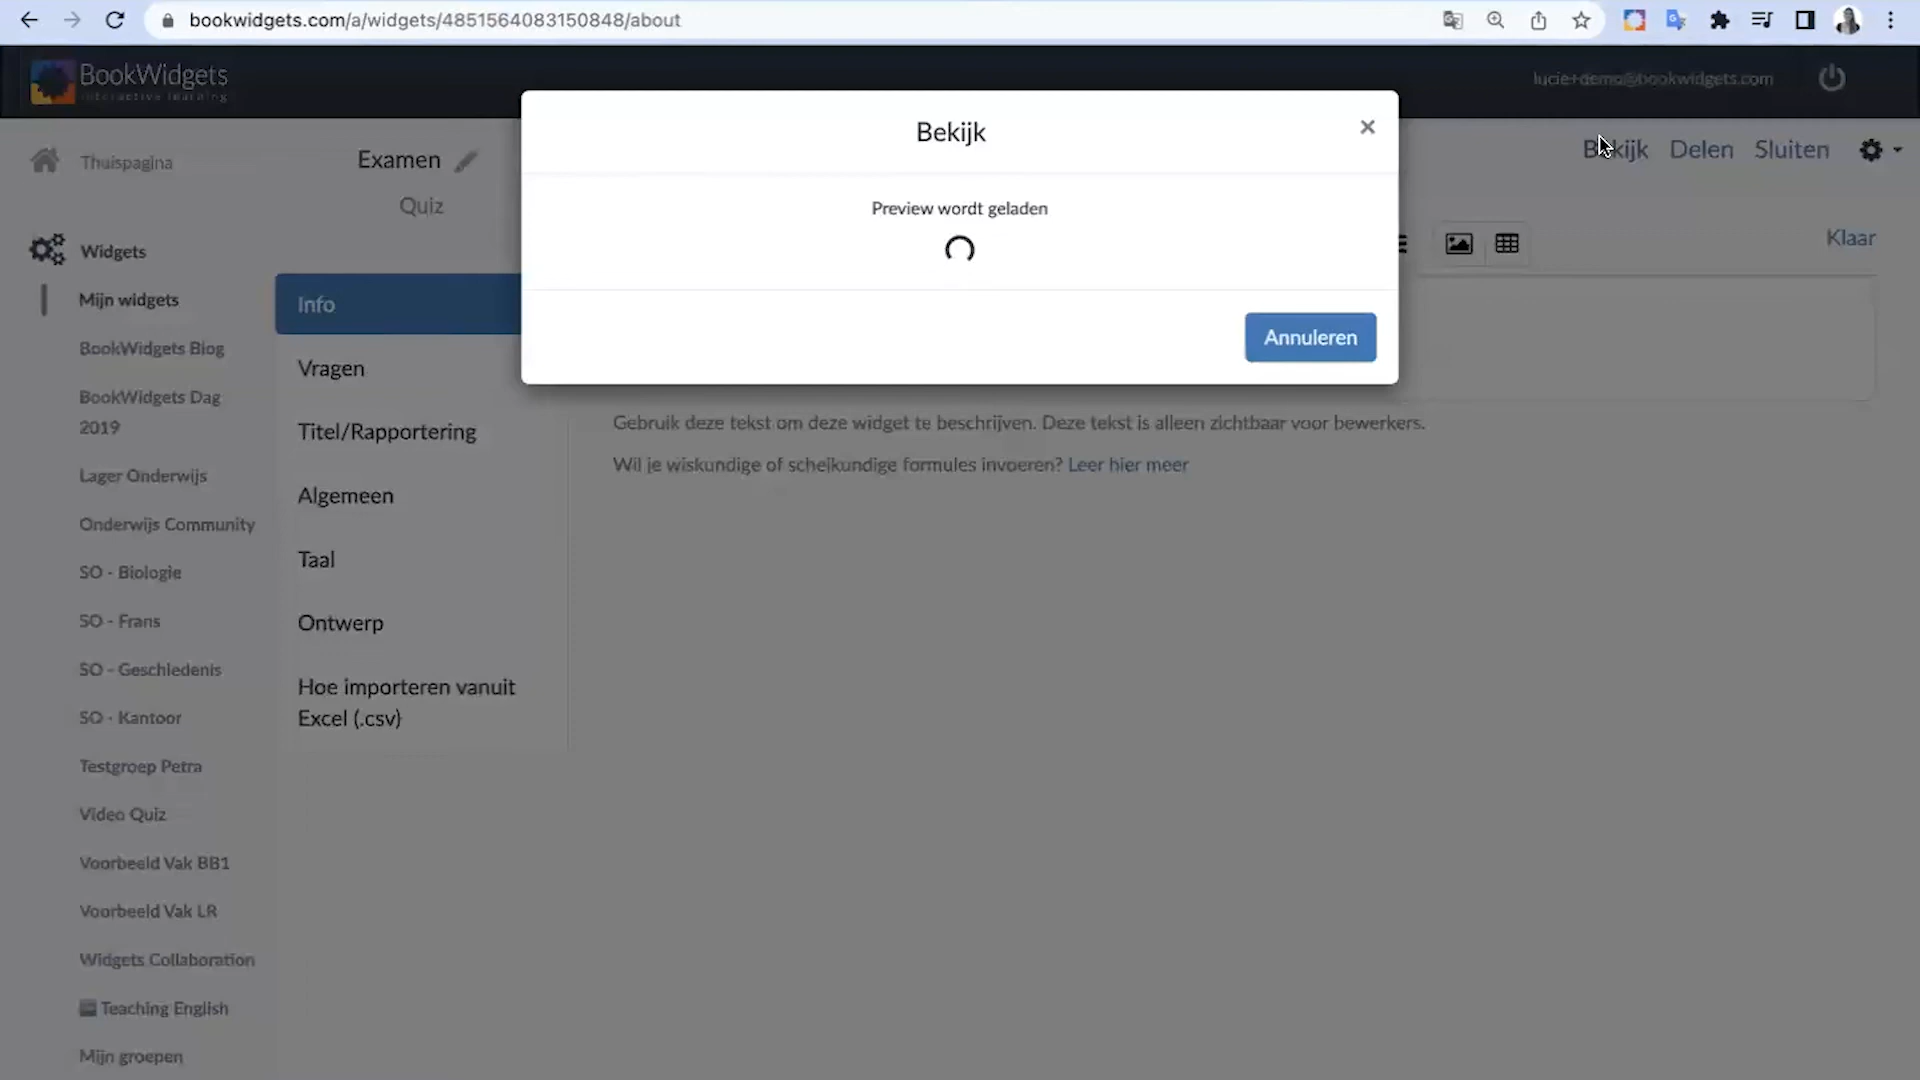 bookwidgets.com/a/widgets/4851564083150848/about
BookWidgets
interactive learning
lucie+demo@bookwidgets.com
Bekijk
×
Thuispagina
Examen
Bekijk
Delen
Sluiten
Quiz
Preview wordt geladen
Widgets
Klaar
Mijn widgets
Info
Annuleren
BookWidgets Blog
Vragen
BookWidgets Dag
2019
Gebruik deze tekst om deze widget te beschrijven. Deze tekst is alleen zichtbaar voor bewerkers.
Titel/Rapportering
Wil je wiskundige of scheikundige formules invoeren? Leer hier meer
Lager Onderwijs
Algemeen
Onderwijs Community
Taal
SO - Biologie
SO - Frans
Ontwerp
SO - Geschiedenis
Hoe importeren vanuit
Excel (.csv)
SO - Kantoor
Testgroep Petra
Video Quiz
Voorbeeld Vak BB1
Voorbeeld Vak LR
Widgets Collaboration
Teaching English
Mijn groepen